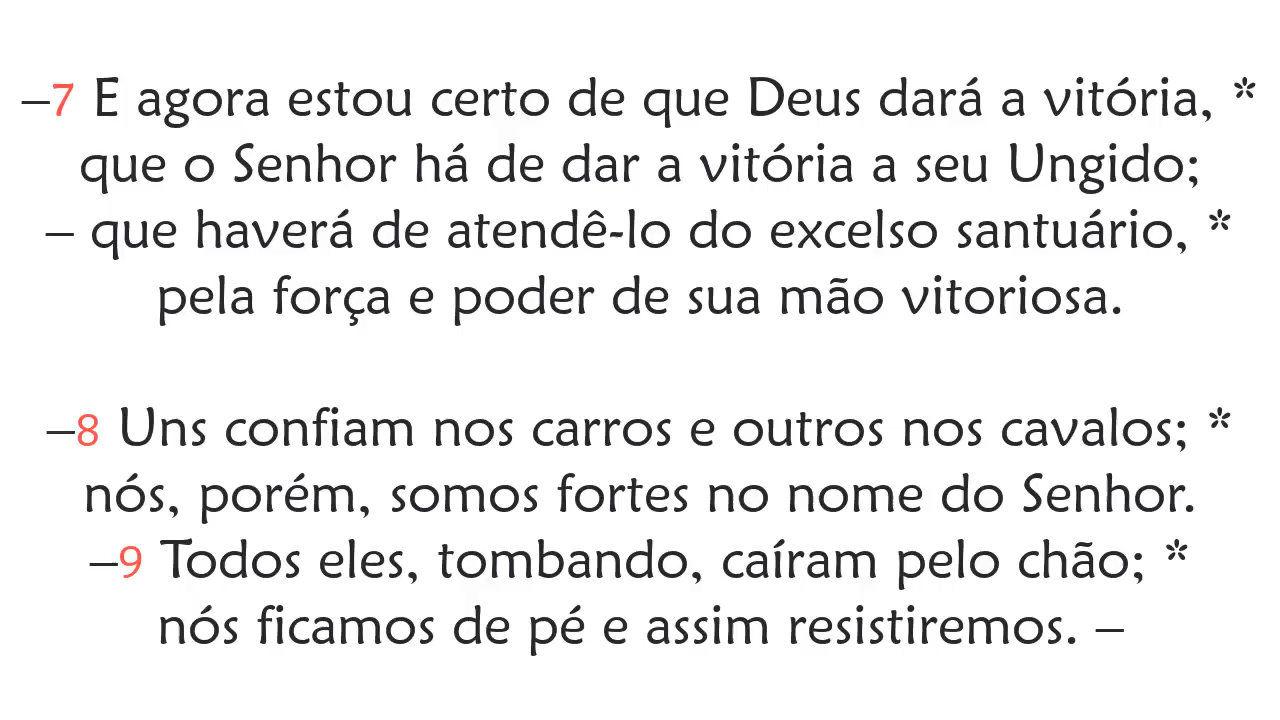 –7 E agora estou certo de que Deus dará a vitória, *
que o Senhor há de dar a vitória a seu Ungido;
– que haverá de atendê-lo do excelso santuário, *
pela força e poder de sua mão vitoriosa.
–8 Uns confiam nos carros e outros nos cavalos; *
nós, porém, somos fortes no nome do Senhor.
–9 Todos eles, tombando, caíram pelo chão; *
nós ficamos de pé e assim resistiremos. –